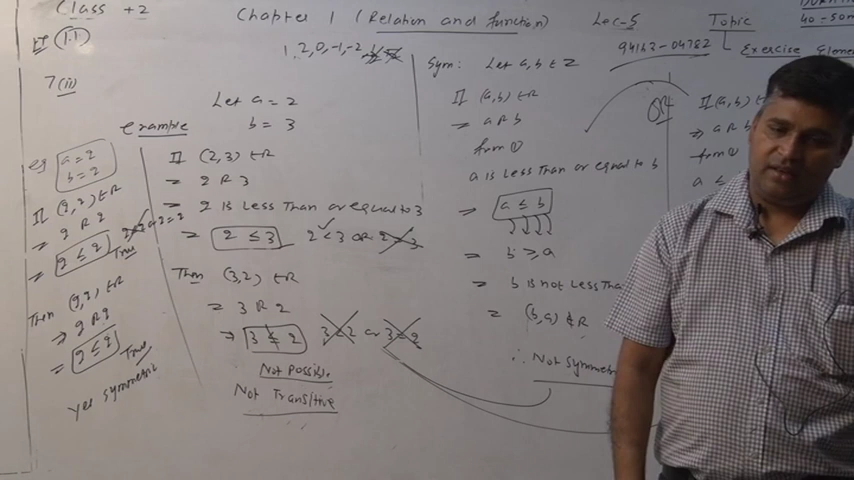 Class +2
Chapter 1 (Relation and function)
Lec-5
Topic
40-50m
Exercise
94162-04782
(1.1)
7(ii)
1, 2, 0, -1, -2
Let a = 2
b = 3
example
If (2,3) ∈ R
⇒ 2 R 3
⇒ 2 is Less Than or equal to 3
⇒ 2 ≤ 3 2 < 3 OR 2 = 3
Then (3,2) ∈ R
⇒ 3 R 2
⇒ 3 ≰ 2 3 < 2 or 3 = 2
Not Possible
Not Transitive
eg a = 2
b = 2
If (2,2) ∈ R
⇒ 2 R 2
⇒ 2 ≤ 2 True
Then (2,2) ∈ R
⇒ 2 R 2
⇒ 2 ≤ 2 True
Yes Symmetric
Sym: Let a, b ∈ Z
If (a,b) ∈ R
⇒ a R b
from ①
a is Less Than or equal to b
⇒ a ≤ b
⇒ b ≥ a
⇒ b is not Less Tha
⇒ (b,a) ∉ R
∴ Not Symmetr
OR
If (a,b) ∈
⇒ a R b
from ①
a ≤